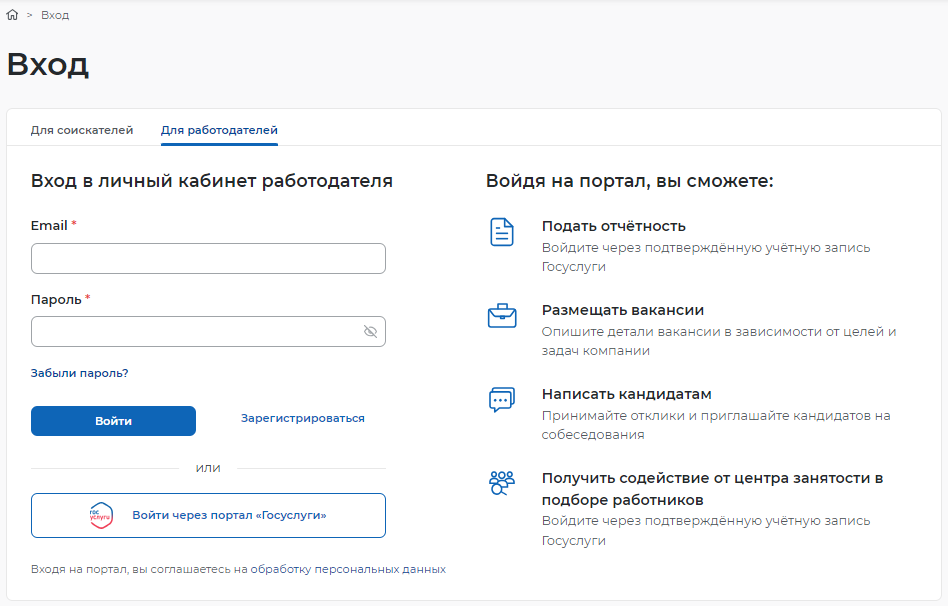 > Вход
Вход
Для соискателей
Для работодателей
Вход в личный кабинет работодателя
Email *
Пароль *
Забыли пароль?
Войти
Зарегистрироваться
или
гос
услуги
Войти через портал «Госуслуги»
Входя на портал, вы соглашаетесь на обработку персональных данных
Войдя на портал, вы сможете:
Подать отчётность
Войдите через подтверждённую учётную запись
Госуслуги
Размещать вакансии
Опишите детали вакансии в зависимости от целей и
задач компании
Написать кандидатам
Принимайте отклики и приглашайте кандидатов на
собеседования
Получить содействие от центра занятости в
подборе работников
Войдите через подтверждённую учётную запись
Госуслуги